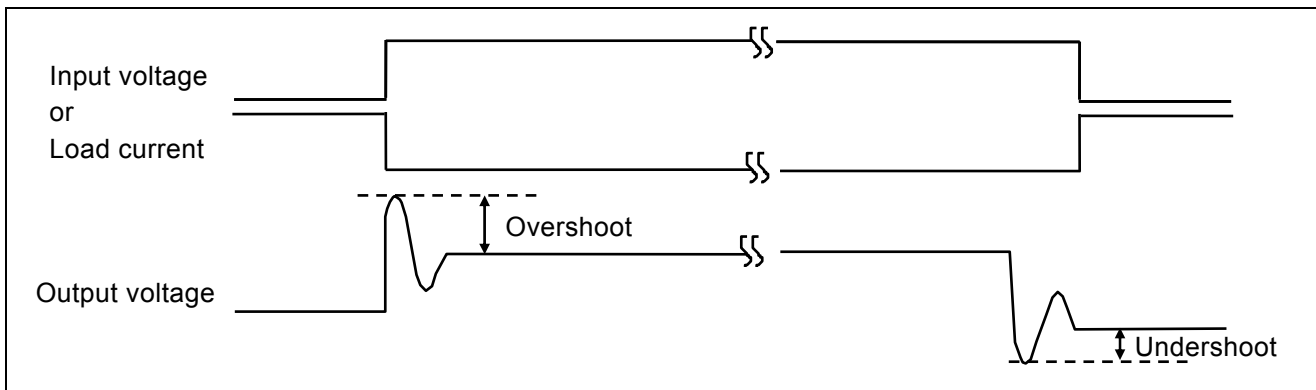 Input voltage
or
Load current
Overshoot
Output voltage
Undershoot